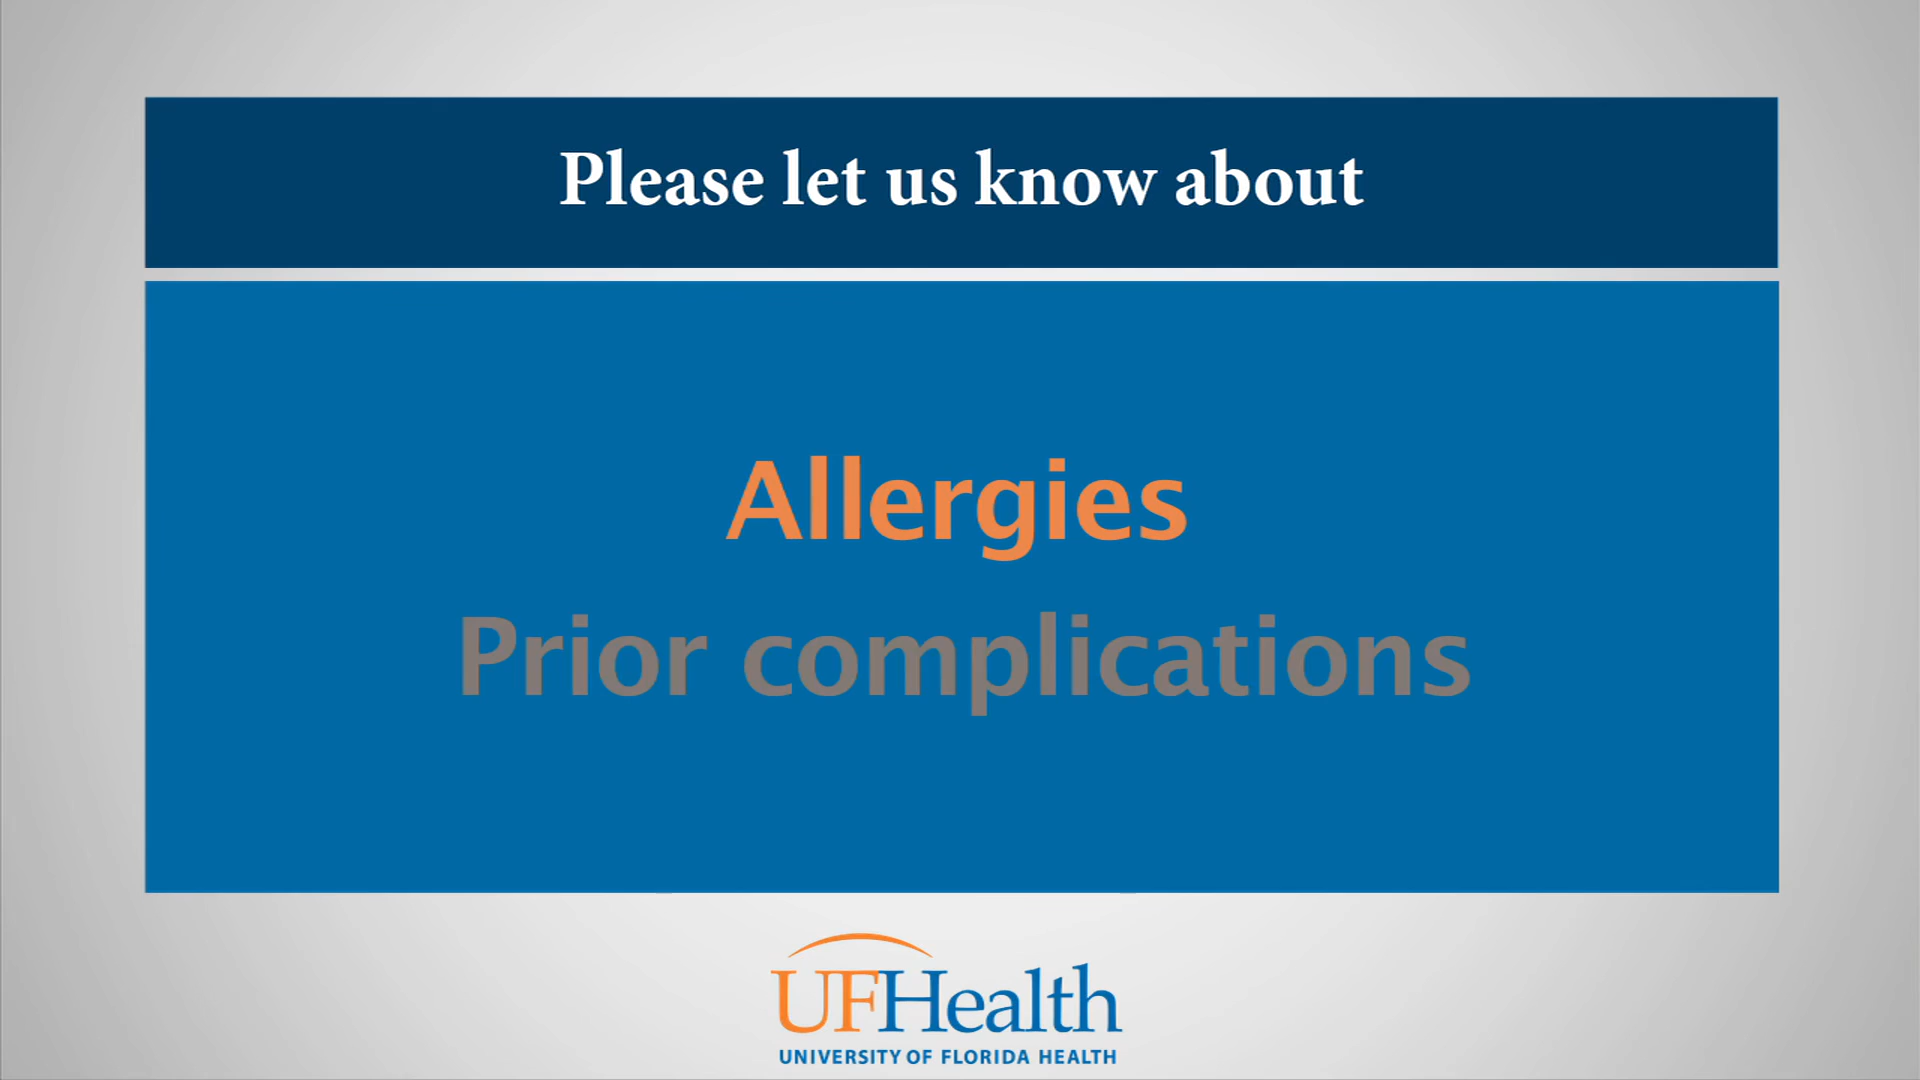 Please let us know about
Allergies
Prior complications
UFHealth
UNIVERSITY OF FLORIDA HEALTH